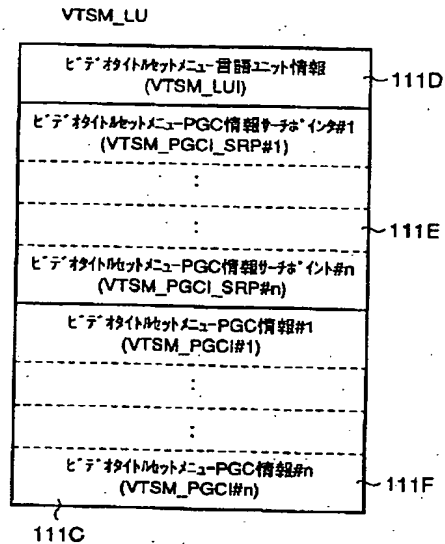 VTSM_LU
ビデオタイトルセットメニュー言語ユニット情報
(VTSM_LUI)
111D
ビデオタイトルセットメニューPGC情報サーチポインタ#1
(VTSM_PGCI_SRP#1)
:
:
111E
ビデオタイトルセットメニューPGC情報サーチポイント#n
(VTSM_PGCI_SRP#n)
ビデオタイトルセットメニューPGC情報#1
(VTSM_PGCI#1)
:
:
ビデオタイトルセットメニューPGC情報#n
(VTSM_PGCI#n)
111F
111C